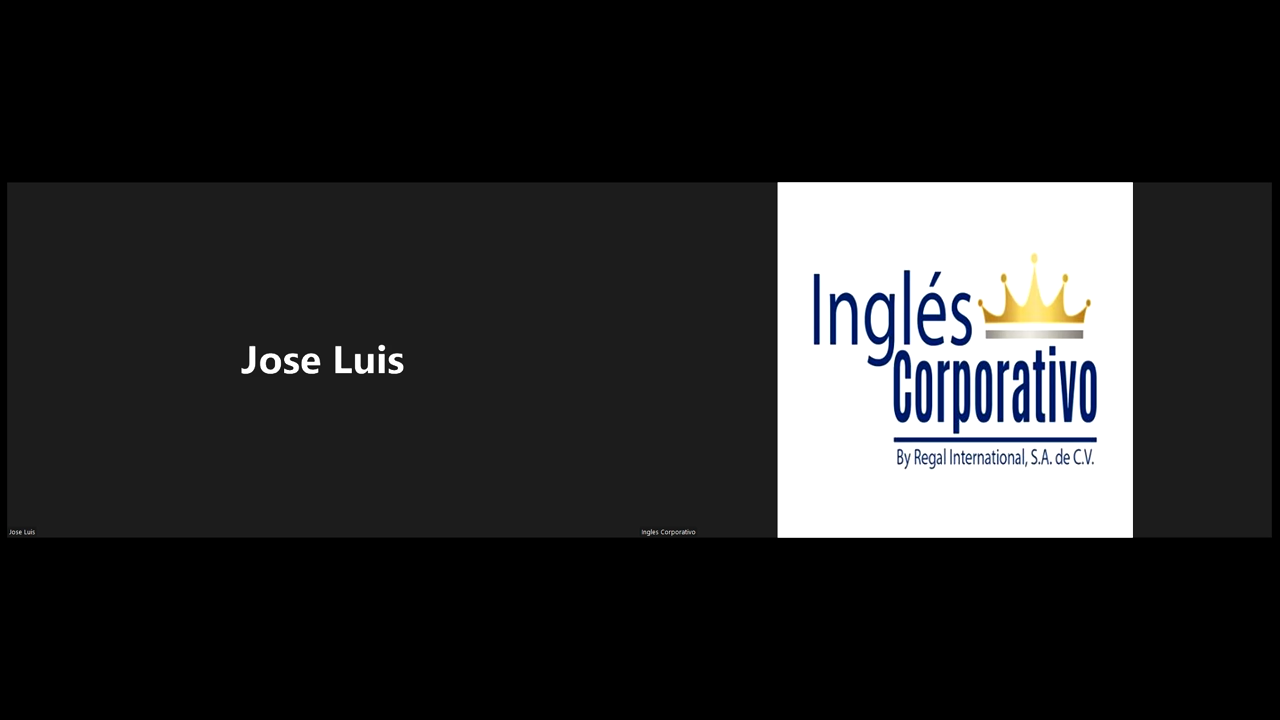 Jose Luis
Jose Luis
Inglés
Corporativo
By Regal International, S.A. de C.V.
Ingles Corporativo